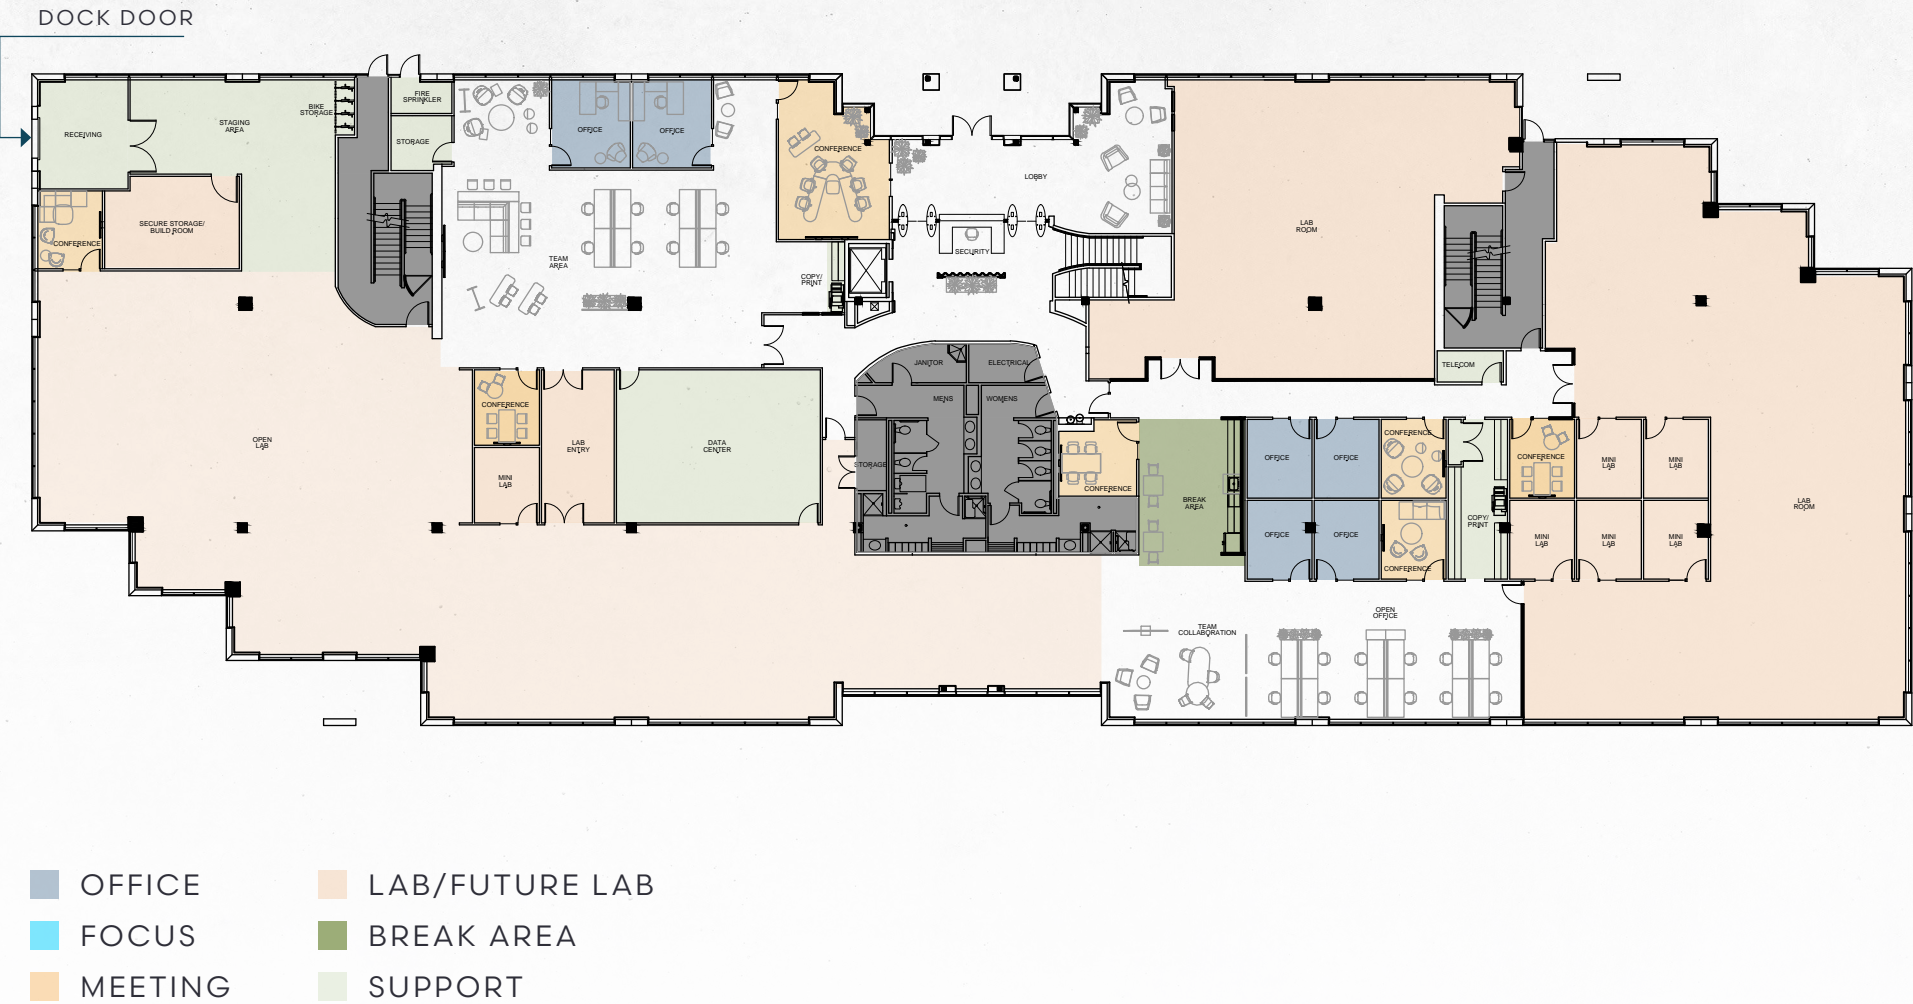 DOCK DOOR
FIRE
SPRINKLER
BIKE
STORAGE
STAGING
AREA
RECEIVING
STORAGE
OFFICE
OFFICE
CONFERENCE
LOBBY
SECURE STORAGE/
BUILD ROOM
CONFERENCE
TEAM
AREA
COPY/
PRINT
SECURITY
LAB
ROOM
JANITOR
ELECTRICAL
TELECOM
MENS
WOMENS
CONFERENCE
OPEN
LAB
LAB
ENTRY
DATA
CENTER
MINI
LAB
STORAGE
CONFERENCE
BREAK
AREA
OFFICE
OFFICE
CONFERENCE
CONFERENCE
MINI
LAB
MINI
LAB
LAB
ROOM
COPY/
PRINT
OFFICE
OFFICE
CONFERENCE
MINI
LAB
MINI
LAB
MINI
LAB
OPEN
OFFICE
TEAM
COLLABORATION
OFFICE
LAB/FUTURE LAB
FOCUS
BREAK AREA
MEETING
SUPPORT